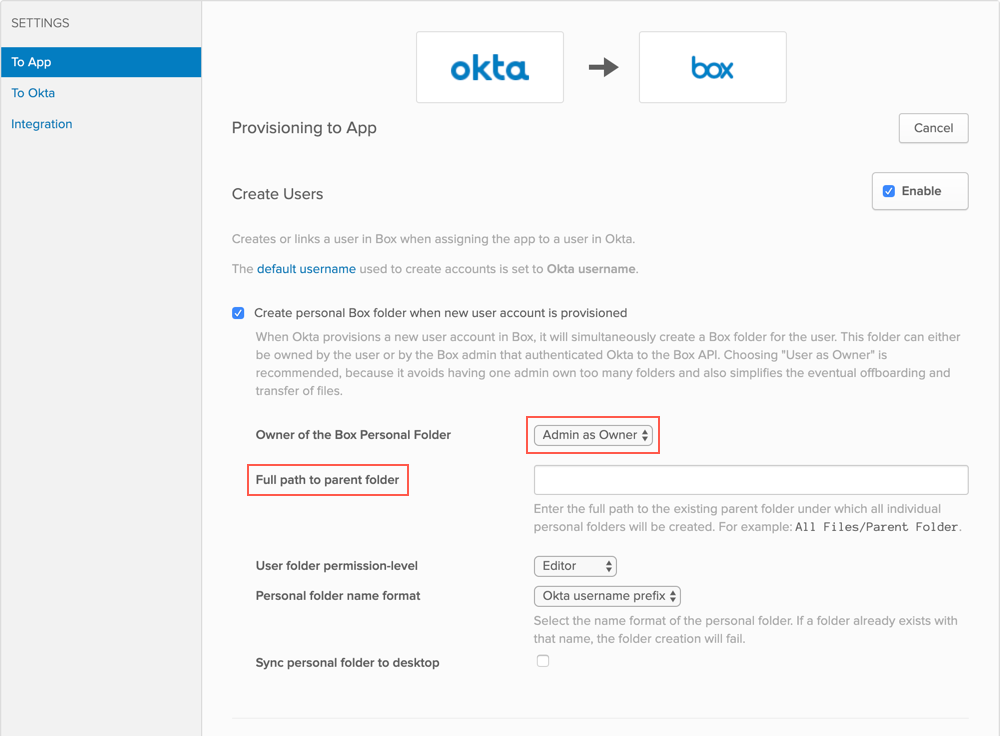 SETTINGS
To App
To Okta
Integration
okta
box
Provisioning to App
Cancel
Create Users
Enable
Creates or links a user in Box when assigning the app to a user in Okta.
The default username used to create accounts is set to Okta username.
Create personal Box folder when new user account is provisioned
When Okta provisions a new user account in Box, it will simultaneously create a Box folder for the user. This folder can either
be owned by the user or by the Box admin that authenticated Okta to the Box API. Choosing "User as Owner" is
recommended, because it avoids having one admin own too many folders and also simplifies the eventual offboarding and
transfer of files.
Owner of the Box Personal Folder
Admin as Owner
Full path to parent folder
Enter the full path to the existing parent folder under which all individual
personal folders will be created. For example: All Files/Parent Folder.
User folder permission-level
Editor
Personal folder name format
Okta username prefix
Select the name format of the personal folder. If a folder already exists with
that name, the folder creation will fail.
Sync personal folder to desktop